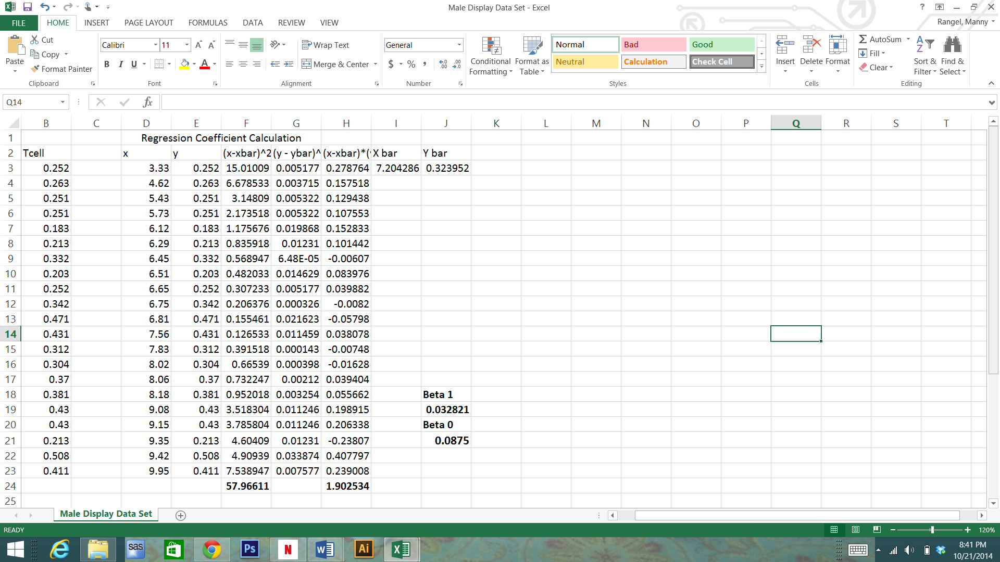 Male Display Data Set - Excel
?
FILE HOME INSERT PAGE LAYOUT FORMULAS DATA REVIEW VIEW
Rangel, Manny
Paste
Cut
Copy
Format Painter
Clipboard
Calibri 11 A A
B I U A
Font
Wrap Text
Merge & Center
Alignment
General
$ % , .00 .00
Number
Conditional Formatting
Format as Table
Normal Bad Good
Neutral Calculation Check Cell
Styles
Insert Delete Format
Cells
AutoSum
Fill
Clear
Sort & Filter
Find & Select
Editing
Q14 fx
B C D E F G H I J K L M N O P Q R S T
1 Regression Coefficient Calculation
2 Tcell x y (x-xbar)^2 (y - ybar)^ (x-xbar)*( X bar Y bar
3 0.252 3.33 0.252 15.01009 0.005177 0.278764 7.204286 0.323952
4 0.263 4.62 0.263 6.678533 0.003715 0.157518
5 0.251 5.43 0.251 3.14809 0.005322 0.129438
6 0.251 5.73 0.251 2.173518 0.005322 0.107553
7 0.183 6.12 0.183 1.175676 0.019868 0.152833
8 0.213 6.29 0.213 0.835918 0.01231 0.101442
9 0.332 6.45 0.332 0.568947 6.48E-05 -0.00607
10 0.203 6.51 0.203 0.482033 0.014629 0.083976
11 0.252 6.65 0.252 0.307233 0.005177 0.039882
12 0.342 6.75 0.342 0.206376 0.000326 -0.0082
13 0.471 6.81 0.471 0.155461 0.021623 -0.05798
14 0.431 7.56 0.431 0.126533 0.011459 0.038078
15 0.312 7.83 0.312 0.391518 0.000143 -0.00748
16 0.304 8.02 0.304 0.66539 0.000398 -0.01628
17 0.37 8.06 0.37 0.732247 0.00212 0.039404
18 0.381 8.18 0.381 0.952018 0.003254 0.055662 Beta 1
19 0.43 9.08 0.43 3.518304 0.011246 0.198915 0.032821
20 0.43 9.15 0.43 3.785804 0.011246 0.206338 Beta 0
21 0.213 9.35 0.213 4.60409 0.01231 -0.23807 0.0875
22 0.508 9.42 0.508 4.90939 0.033874 0.407797
23 0.411 9.95 0.411 7.538947 0.007577 0.239008
24 57.96611 1.902534
25
Male Display Data Set
READY 120%
sas Ps N W Ai X
8:41 PM
10/21/2014